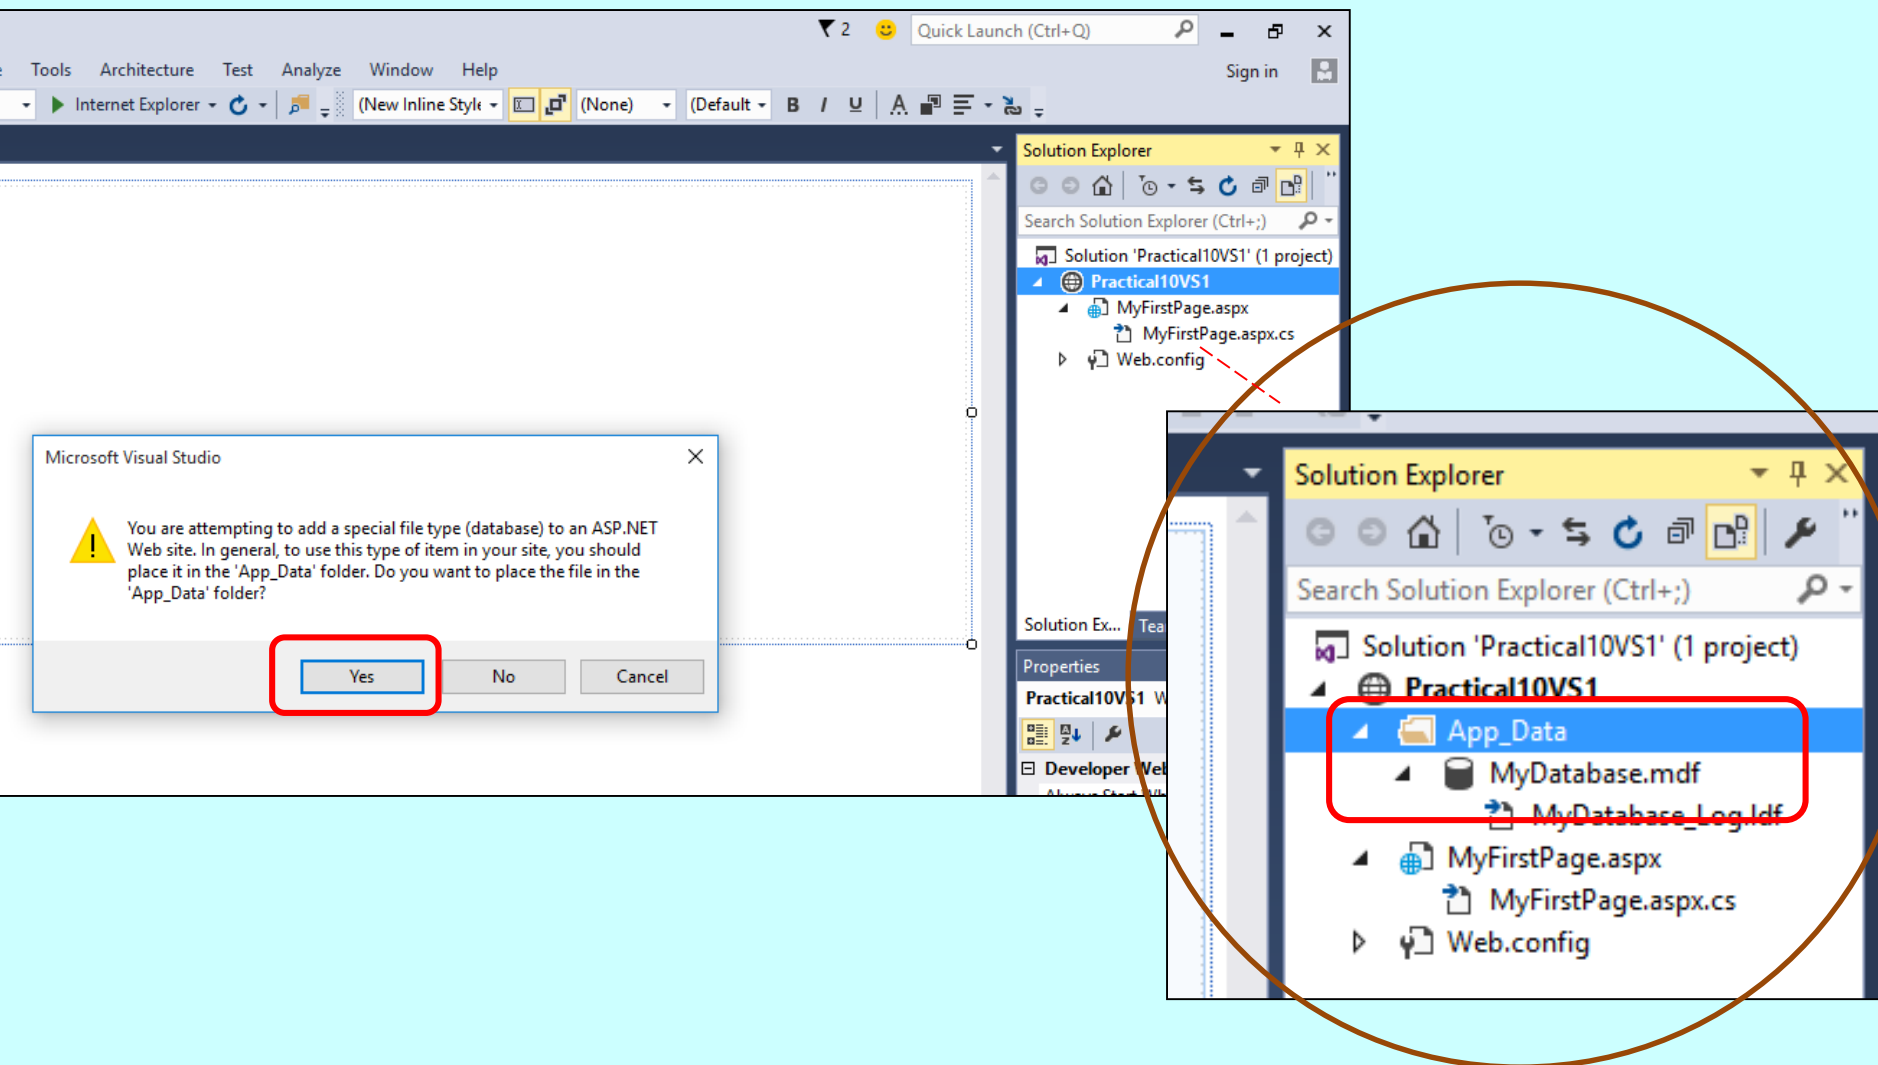 2
Quick Launch (Ctrl+Q)
Tools Architecture Test Analyze Window Help
Sign in
Internet Explorer
(New Inline Style
(None)
(Default
B I U A
Solution Explorer
Search Solution Explorer (Ctrl+;)
Solution 'Practical10VS1' (1 project)
Practical10VS1
MyFirstPage.aspx
MyFirstPage.aspx.cs
Web.config
Microsoft Visual Studio
You are attempting to add a special file type (database) to an ASP.NET
Web site. In general, to use this type of item in your site, you should
place it in the 'App_Data' folder. Do you want to place the file in the
'App_Data' folder?
Yes
No
Cancel
Solution Ex...
Tea
Properties
Practical10VS1 W
Developer Web
Solution Explorer
Search Solution Explorer (Ctrl+;)
Solution 'Practical10VS1' (1 project)
Practical10VS1
App_Data
MyDatabase.mdf
MyDatabase_Log.ldf
MyFirstPage.aspx
MyFirstPage.aspx.cs
Web.config